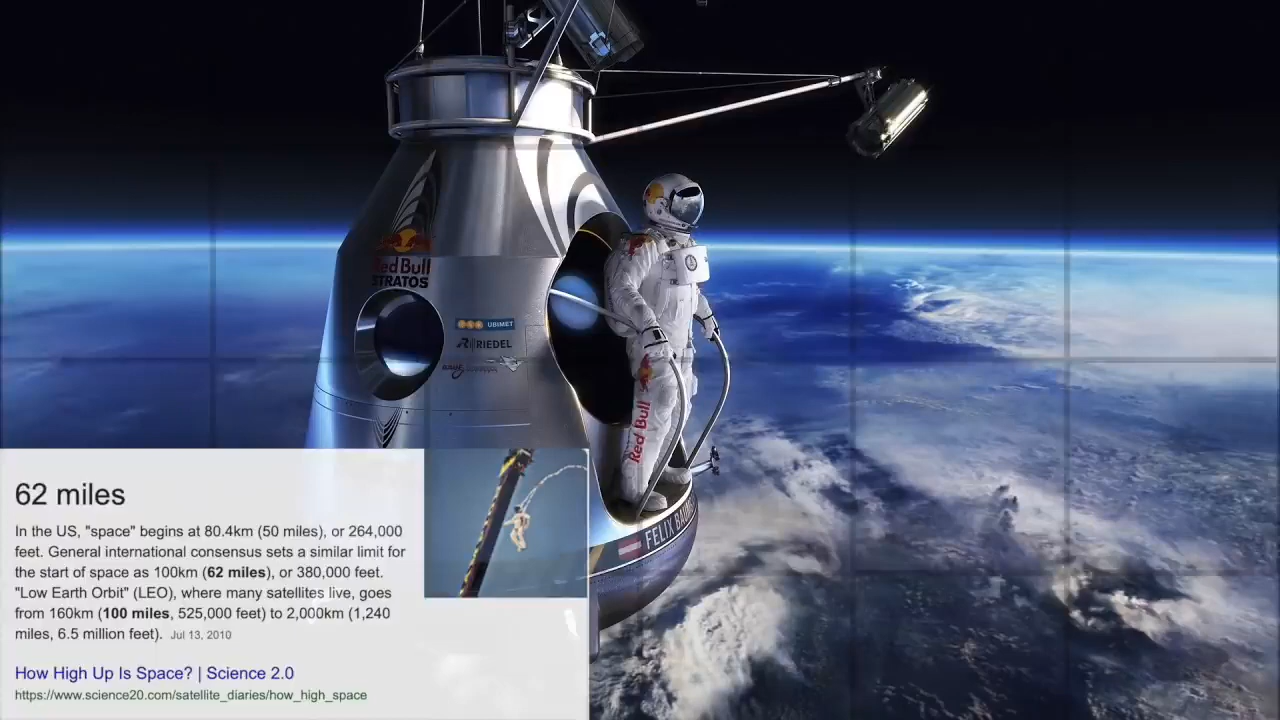 Red Bull
STRATOS
UBIMET
RIEDEL
Red Bull
FELIX
62 miles
In the US, "space" begins at 80.4km (50 miles), or 264,000
feet. General international consensus sets a similar limit for
the start of space as 100km (62 miles), or 380,000 feet.
"Low Earth Orbit" (LEO), where many satellites live, goes
from 160km (100 miles, 525,000 feet) to 2,000km (1,240
miles, 6.5 million feet). Jul 13, 2010
How High Up Is Space? | Science 2.0
https://www.science20.com/satellite_diaries/how_high_space